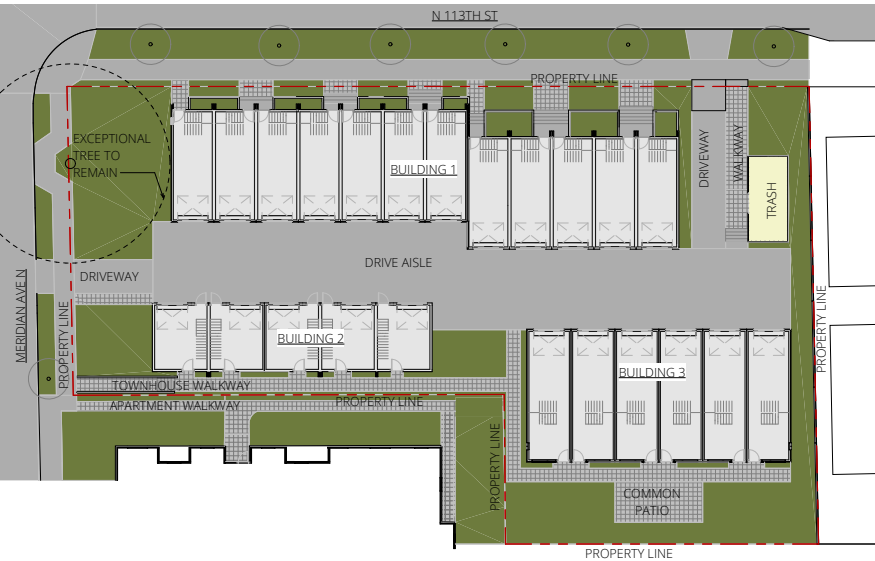 N 113TH ST
PROPERTY LINE
EXCEPTIONAL
TREE TO
REMAIN
BUILDING 1
DRIVEWAY
WALKWAY
TRASH
DRIVE AISLE
DRIVEWAY
MERIDIAN AVE N
PROPERTY LINE
BUILDING 2
PROPERTY LINE
BUILDING 3
TOWNHOUSE WALKWAY
APARTMENT WALKWAY
PROPERTY LINE
PROPERTY LINE
COMMON
PATIO
PROPERTY LINE